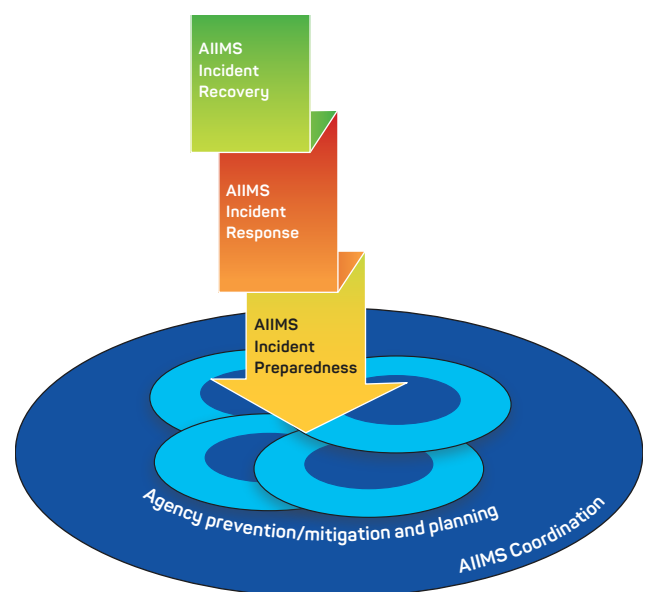 AIIMS
Incident
Recovery
AIIMS
Incident
Response
AIIMS
Incident
Preparedness
Agency prevention/mitigation and planning
AIIMS Coordination